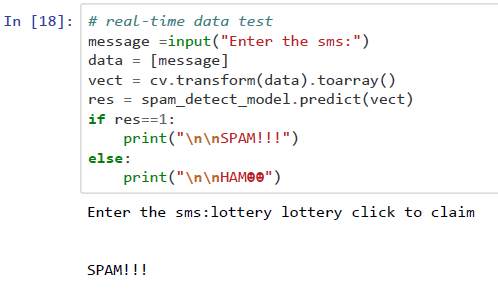 In [18]: # real-time data test
message =input("Enter the sms:")
data = [message]
vect = cv.transform(data).toarray()
res = spam_detect_model.predict(vect)
if res==1:
    print("\n\nSPAM!!!")
else:
    print("\n\nHAM")
Enter the sms:lottery lottery click to claim
SPAM!!!